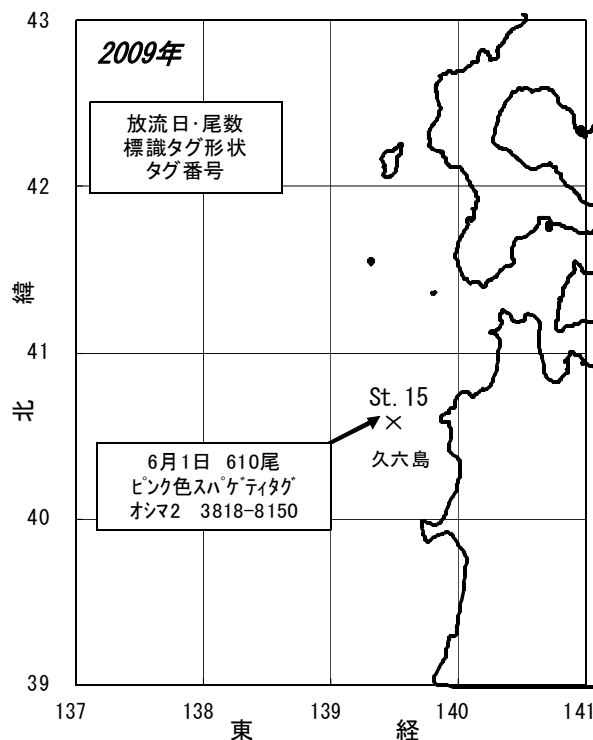 43
2009年
放流日・尾数
標識タグ形状
タグ番号
42
緯
41
北
St. 15
×
久六島
6月1日 610尾
ピンク色スパゲティタグ
オシマ2 3818-8150
40
39
137 138 139 140 141
東 経